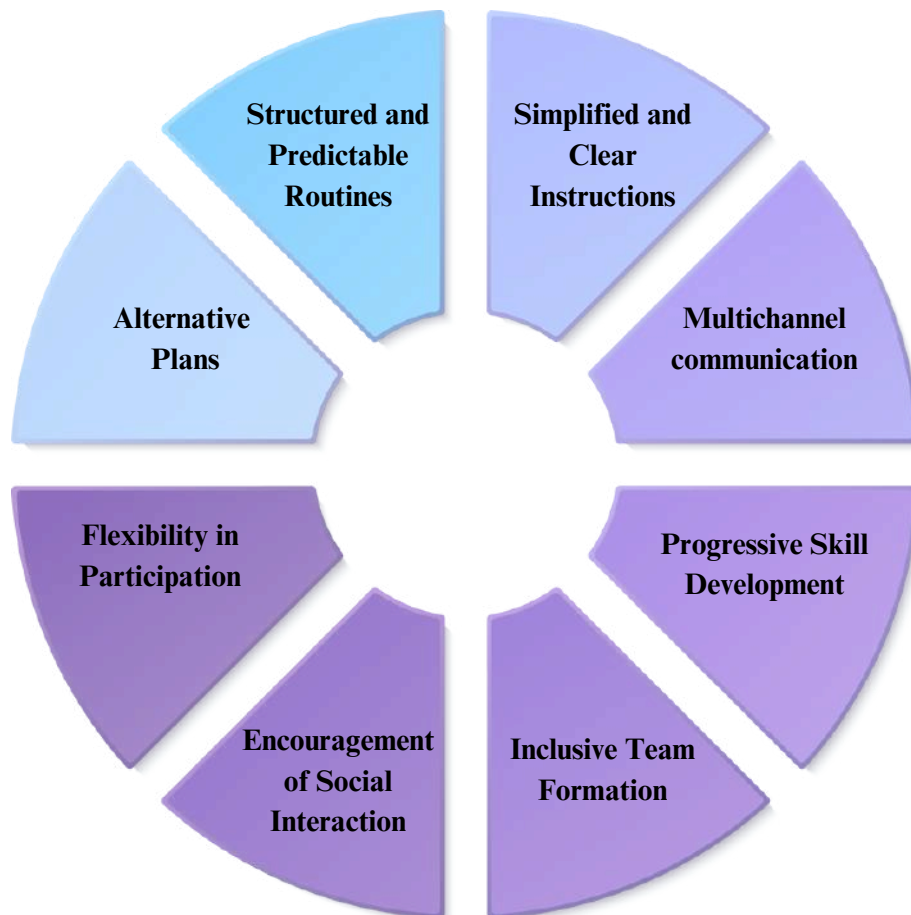 Structured and
Predictable
Routines
Simplified and
Clear
Instructions
Multichannel
communication
Progressive Skill
Development
Inclusive Team
Formation
Encouragement
of Social
Interaction
Flexibility in
Participation
Alternative
Plans